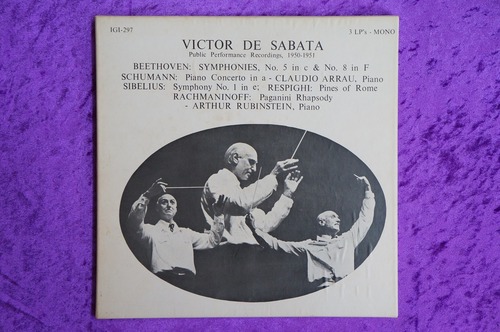 IGI-297
3 LP's - MONO
VICTOR DE SABATA
Public Performance Recordings, 1950-1951
BEETHOVEN: SYMPHONIES, No. 5 in c & No. 8 in F
SCHUMANN: Piano Concerto in a - CLAUDIO ARRAU, Piano
SIBELIUS: Symphony No. 1 in e; RESPIGHI: Pines of Rome
RACHMANINOFF: Paganini Rhapsody
- ARTHUR RUBINSTEIN, Piano